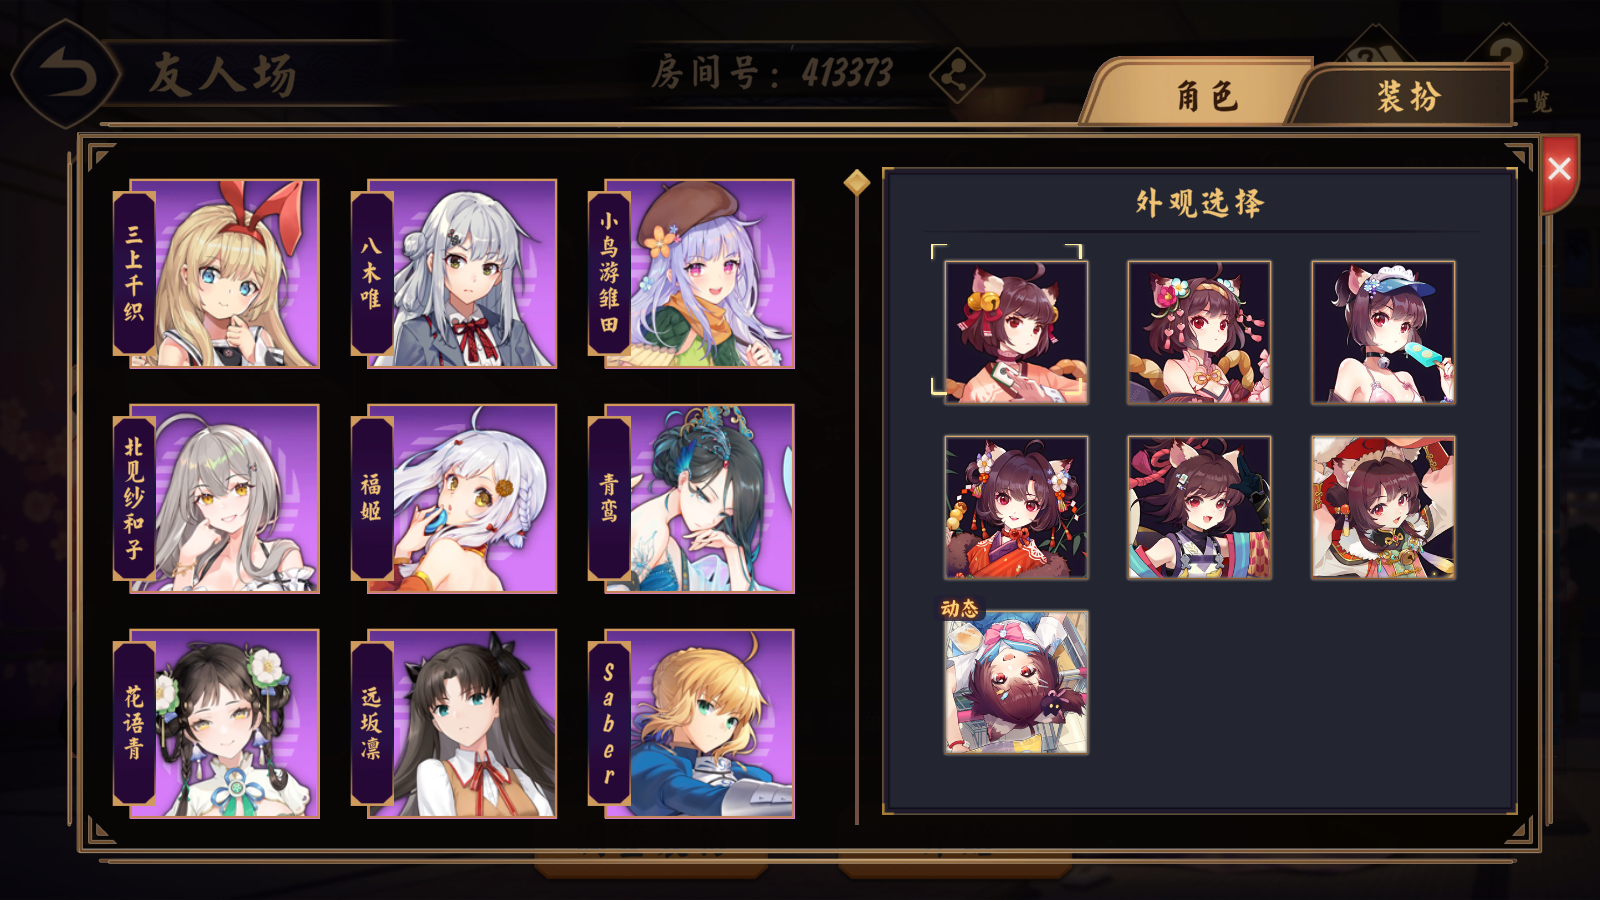 友人场
房间号：413373
角色
装扮
一览
外观选择
三上千织
八木唯
小鸟游雏田
北见纱和子
福姬
青鸾
动态
花语青
远坂凛
Saber